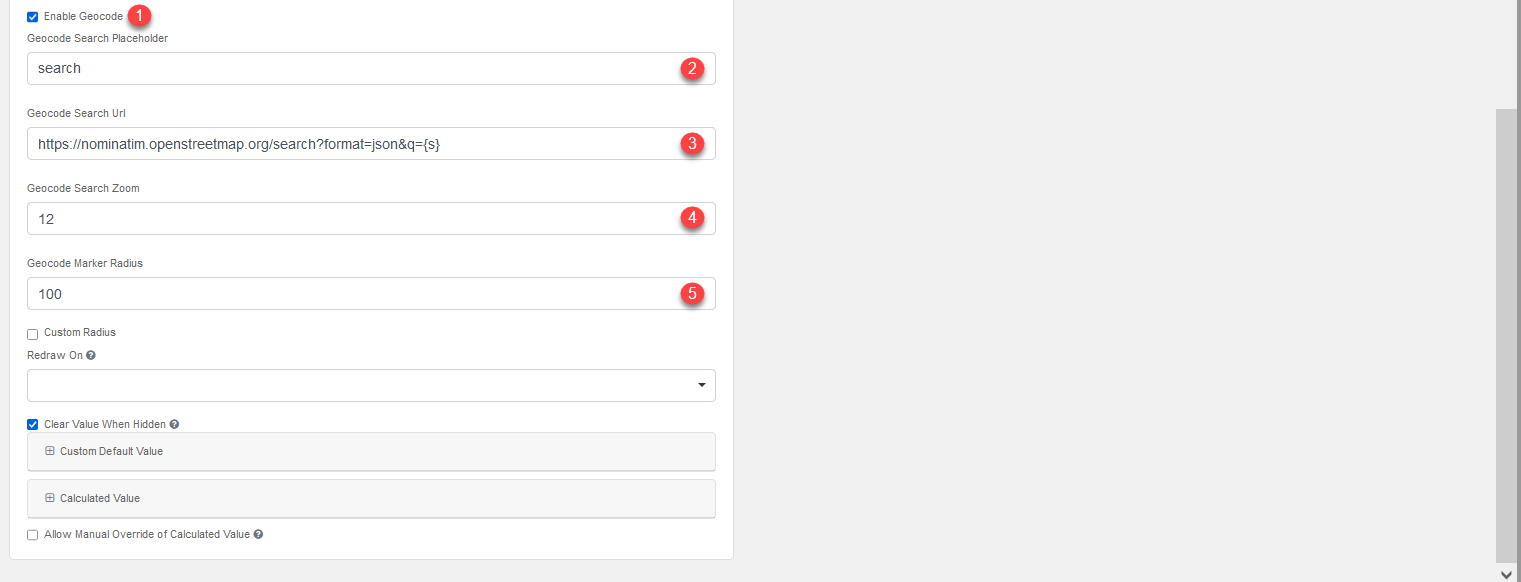 Enable Geocode 1
Geocode Search Placeholder
search 2
Geocode Search Url
https://nominatim.openstreetmap.org/search?format=json&q={s} 3
Geocode Search Zoom
12 4
Geocode Marker Radius
100 5
Custom Radius
Redraw On
Clear Value When Hidden
Custom Default Value
Calculated Value
Allow Manual Override of Calculated Value